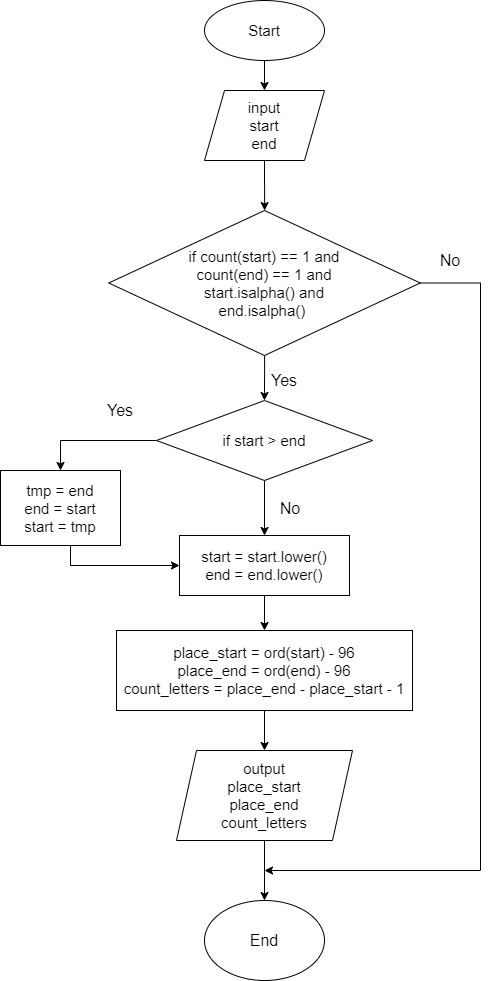 Start
input
start
end
if count(start) == 1 and
count(end) == 1 and
start.isalpha() and
end.isalpha()
No
Yes
Yes
if start > end
tmp = end
end = start
start = tmp
No
start = start.lower()
end = end.lower()
place_start = ord(start) - 96
place_end = ord(end) - 96
count_letters = place_end - place_start - 1
output
place_start
place_end
count_letters
End